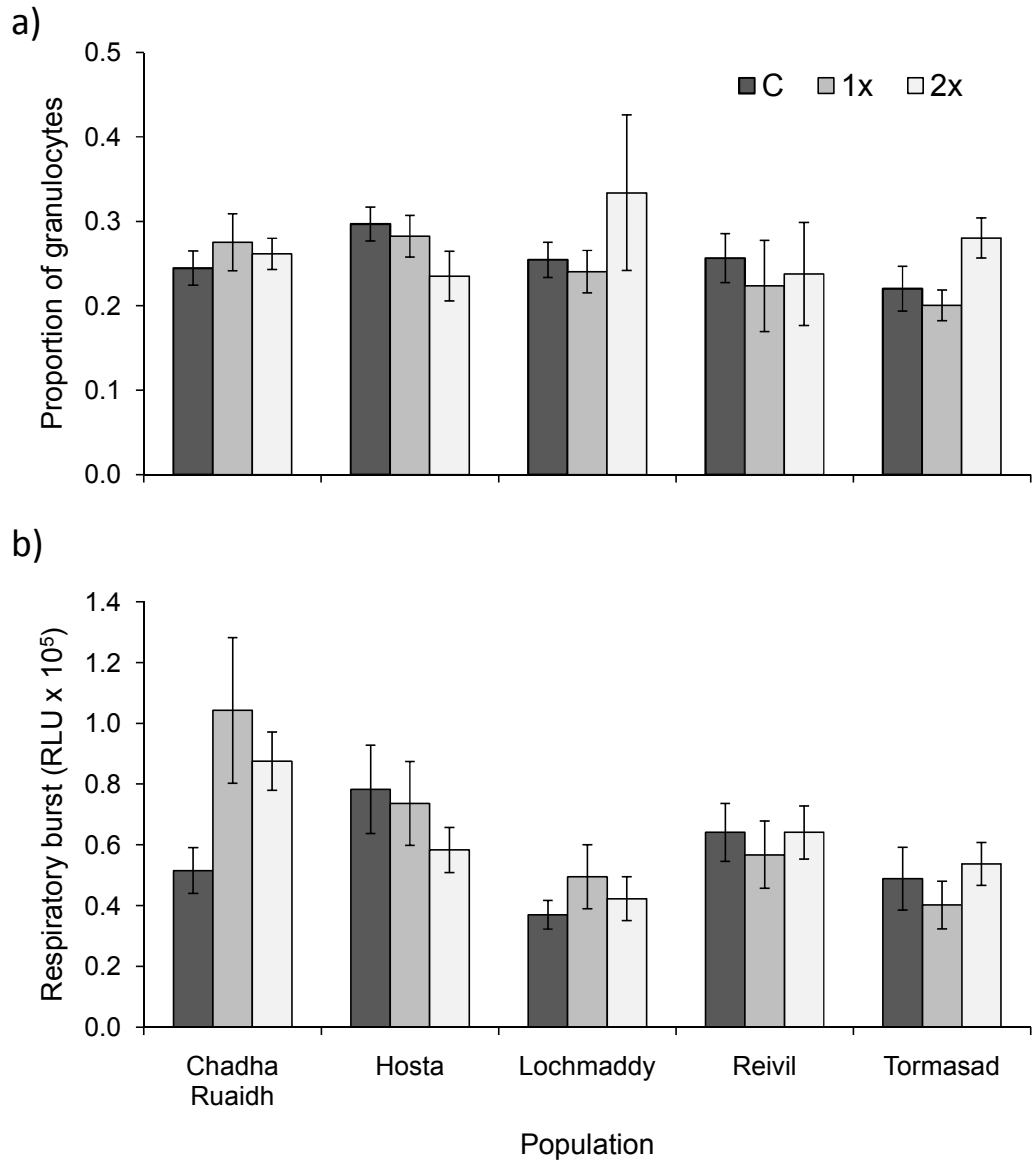 a)
Proportion of granulocytes
0.5
0.4
0.3
0.2
0.1
0.0
C 1x 2x
b)
Respiratory burst (RLU x 10⁵)
1.4
1.2
1.0
0.8
0.6
0.4
0.2
0.0
Chadha Ruaidh
Hosta
Lochmaddy
Reivil
Tormasad
Population